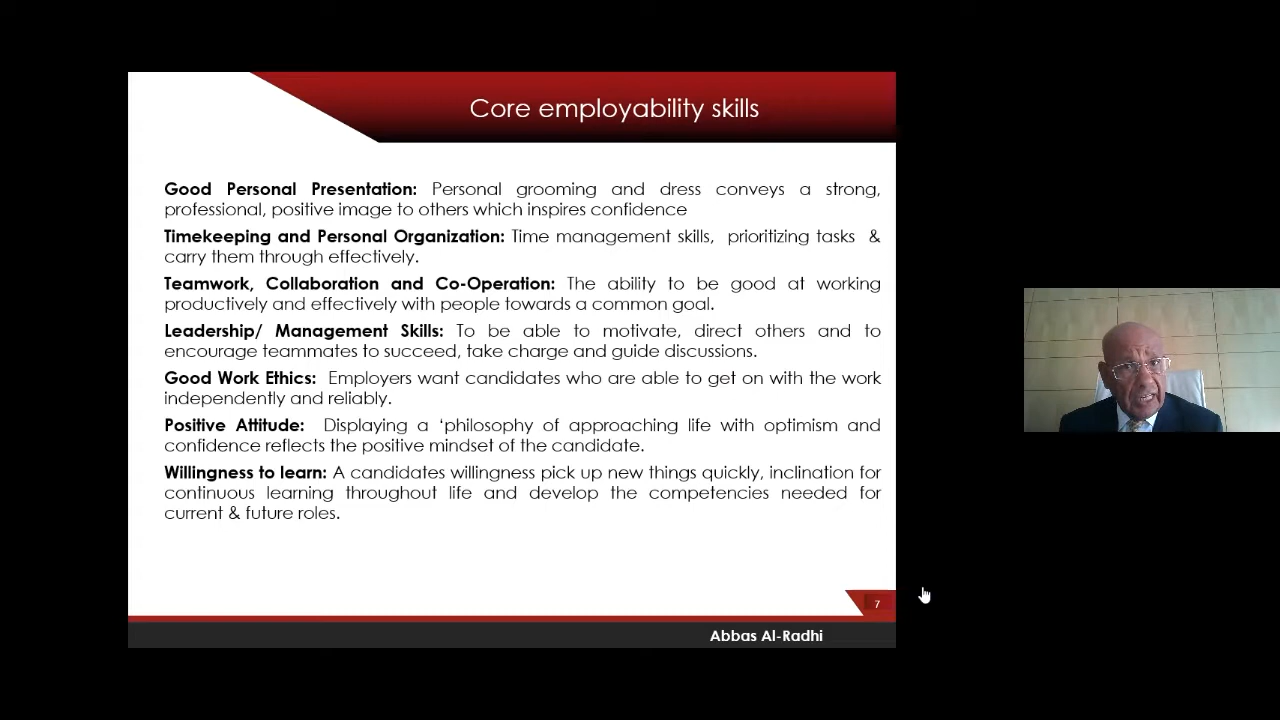 Core employability skills
Good Personal Presentation: Personal grooming and dress conveys a strong,
professional, positive image to others which inspires confidence
Timekeeping and Personal Organization: Time management skills, prioritizing tasks &
carry them through effectively.
Teamwork, Collaboration and Co-Operation: The ability to be good at working
productively and effectively with people towards a common goal.
Leadership/ Management Skills: To be able to motivate, direct others and to
encourage teammates to succeed, take charge and guide discussions.
Good Work Ethics: Employers want candidates who are able to get on with the work
independently and reliably.
Positive Attitude: Displaying a ‘philosophy of approaching life with optimism and
confidence reflects the positive mindset of the candidate.
Willingness to learn: A candidates willingness pick up new things quickly, inclination for
continuous learning throughout life and develop the competencies needed for
current & future roles.
7
Abbas Al-Radhi